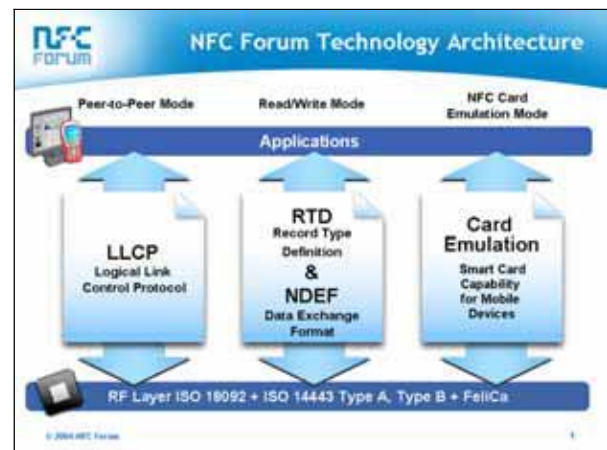 NFC
FORUM
NFC Forum Technology Architecture
Peer-to-Peer Mode
Read/Write Mode
NFC Card
Emulation Mode
Applications
LLCP
Logical Link
Control Protocol
RTD
Record Type
Definition
&
NDEF
Data Exchange
Format
Card
Emulation
Smart Card
Capability
for Mobile
Devices
RF Layer ISO 18092 + ISO 14443 Type A, Type B + FeliCa
© 2004 NFC Forum
1